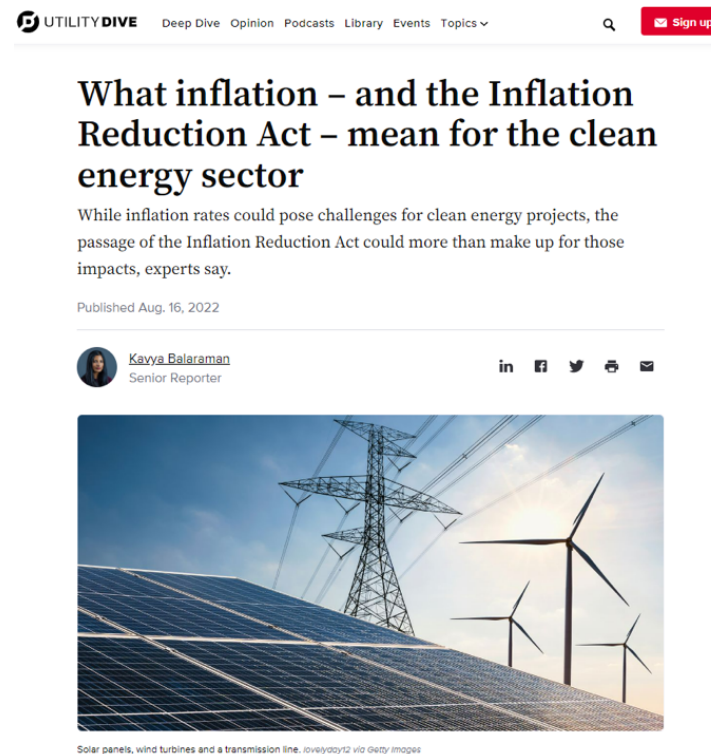 UTILITY DIVE Deep Dive Opinion Podcasts Library Events Topics Sign up
What inflation – and the Inflation
Reduction Act – mean for the clean
energy sector
While inflation rates could pose challenges for clean energy projects, the
passage of the Inflation Reduction Act could more than make up for those
impacts, experts say.
Published Aug. 16, 2022
Kavya Balaraman
Senior Reporter
Solar panels, wind turbines and a transmission line. lovelyday12 via Getty Images